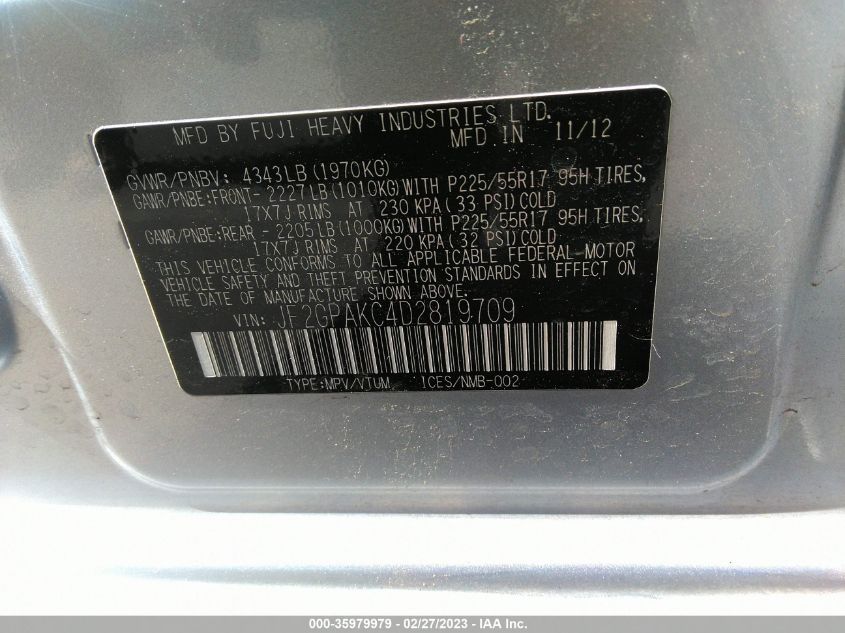 MFD BY FUJI HEAVY INDUSTRIES LTD.
MFD IN 11/12
GVWR/PNBV: 4343LB (1970KG)
GAWR/PNBE:FRONT- 2227LB (1010KG) WITH P225/55R17 95H TIRES,
17X7J RIMS AT 230 KPA (33 PSI) COLD
GAWR/PNBE:REAR - 2205LB (1000KG) WITH P225/55R17 95H TIRES,
17X7J RIMS AT 220 KPA (32 PSI) COLD
THIS VEHICLE CONFORMS TO ALL APPLICABLE FEDERAL MOTOR
VEHICLE SAFETY AND THEFT PREVENTION STANDARDS IN EFFECT ON
THE DATE OF MANUFACTURE SHOWN ABOVE.
VIN: JF2GPAKC4D2819709
TYPE:MPV/VTUM ICES/NMB-002
000-35979979 - 02/27/2023 - IAA Inc.